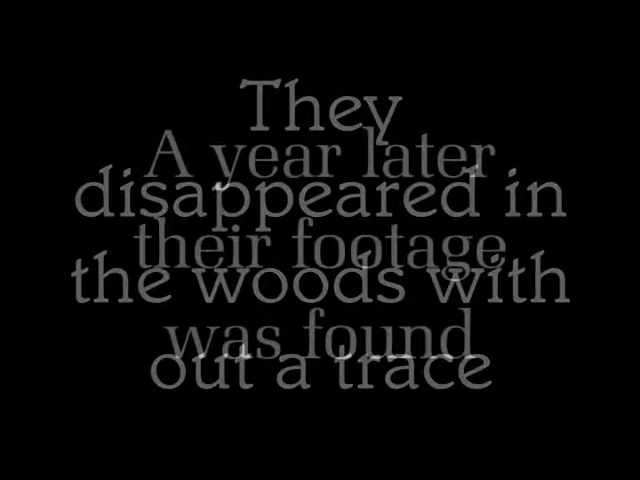 They
A year later
disappeared in
their footage
the woods with
was found
out a trace